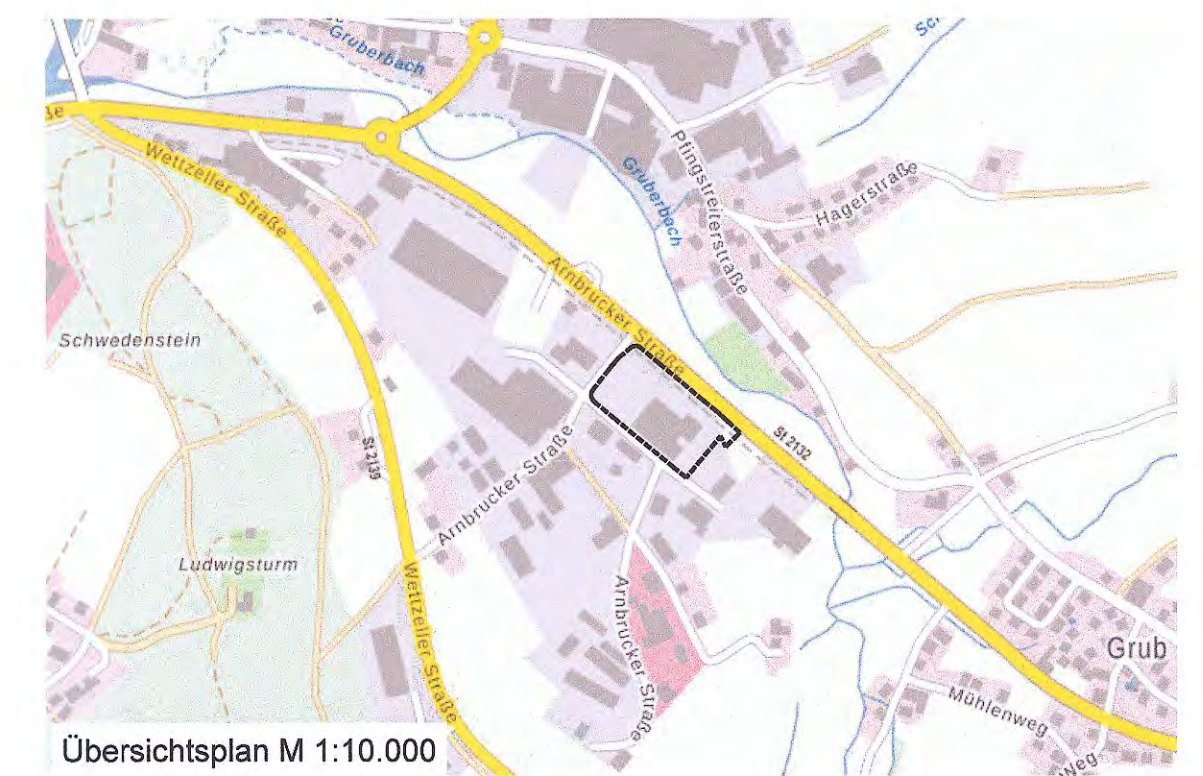 Gruberbach
Wettzeller Straße
Pfingstreiterstraße
Gruberbach
Hagerstraße
Arnbrucker Straße
Schwedenstein
St 2139
St 2132
Arnbrucker Straße
Ludwigsturm
Wettzeller Straße
Arnbrucker Straße
Grub
Mühlenweg
Übersichtsplan M 1:10.000